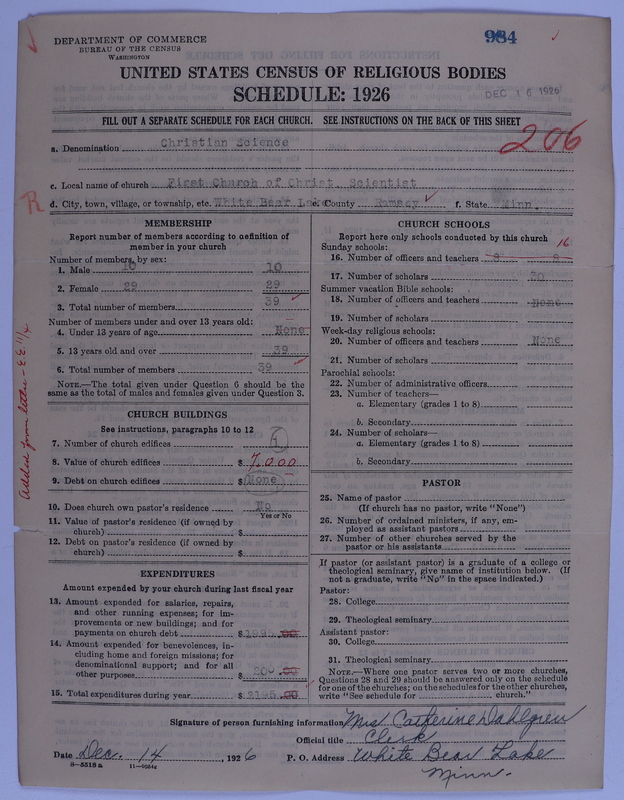 DEPARTMENT OF COMMERCE
BUREAU OF THE CENSUS
WASHINGTON
984
UNITED STATES CENSUS OF RELIGIOUS BODIES
SCHEDULE: 1926
DEC 16 1926
FILL OUT A SEPARATE SCHEDULE FOR EACH CHURCH. SEE INSTRUCTIONS ON THE BACK OF THIS SHEET
206
a. Denomination Christian Science
c. Local name of church First Church of Christ, Scientist
R
d. City, town, village, or township, etc. White Bear Lake e. County Ramsey f. State Minn.
MEMBERSHIP
Report number of members according to definition of
member in your church
Number of members, by sex:
1. Male 10 10
2. Female 29 29
3. Total number of members 39
Number of members under and over 13 years old:
4. Under 13 years of age None
5. 13 years old and over 39
6. Total number of members 39
NOTE.—The total given under Question 6 should be the
same as the total of males and females given under Question 3.
Added from letter - EE 11/4
CHURCH BUILDINGS
See instructions, paragraphs 10 to 12
7. Number of church edifices 1
8. Value of church edifices $ 7,000
9. Debt on church edifices $ None
10. Does church own pastor's residence No
Yes or No
11. Value of pastor's residence (if owned by
church) $
12. Debt on pastor's residence (if owned by
church) $
EXPENDITURES
Amount expended by your church during last fiscal year
13. Amount expended for salaries, repairs,
and other running expenses; for im-
provements or new buildings; and for
payments on church debt $ .00
14. Amount expended for benevolences, in-
cluding home and foreign missions; for
denominational support; and for all
other purposes $ .00
15. Total expenditures during year $ .00
CHURCH SCHOOLS
Report here only schools conducted by this church
Sunday schools:
16
16. Number of officers and teachers 8 8
17. Number of scholars 30
Summer vacation Bible schools:
18. Number of officers and teachers None
19. Number of scholars
Week-day religious schools:
20. Number of officers and teachers None
21. Number of scholars
Parochial schools:
22. Number of administrative officers
23. Number of teachers—
a. Elementary (grades 1 to 8)
b. Secondary
24. Number of scholars—
a. Elementary (grades 1 to 8)
b. Secondary
PASTOR
25. Name of pastor
(If church has no pastor, write "None")
26. Number of ordained ministers, if any, em-
ployed as assistant pastors
27. Number of other churches served by the
pastor or his assistants
If pastor (or assistant pastor) is a graduate of a college or
theological seminary, give name of institution below. (If
not a graduate, write "No" in the space indicated.)
Pastor:
28. College
29. Theological seminary
Assistant pastor:
30. College
31. Theological seminary
NOTE.—Where one pastor serves two or more churches,
Questions 28 and 29 should be answered only on the schedule
for one of the churches; on the schedules for the other churches,
write "See schedule for church."
Signature of person furnishing information Mrs Catherine Dahlgren
Official title Clerk
Date Dec. 14, 1926 P. O. Address White Bear Lake
8—5518a 11—9084c Minn.